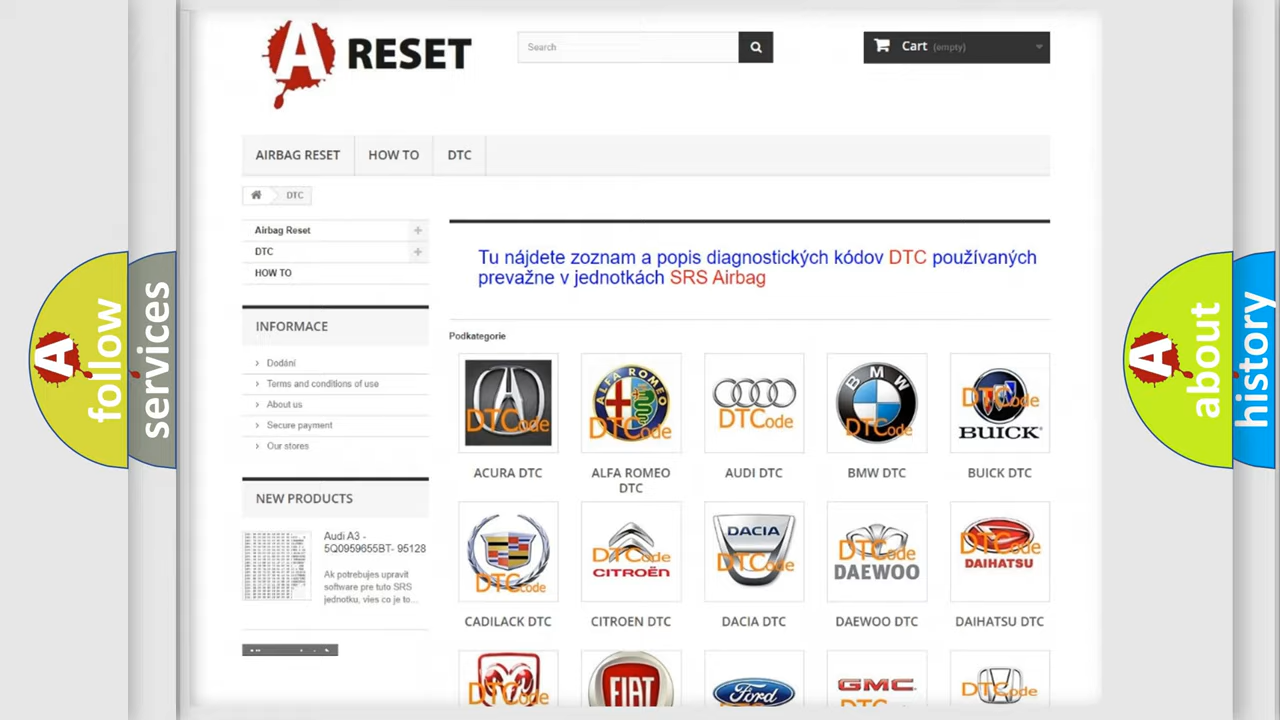 A RESET
Search
Cart (empty)
AIRBAG RESET
HOW TO
DTC
DTC
Airbag Reset
DTC
HOW TO
INFORMACE
Dodání
Terms and conditions of use
About us
Secure payment
Our stores
NEW PRODUCTS
Audi A3 -
5Q0959655BT- 95128
Ak potrebujes upravit
software pre tuto SRS
jednotku, vies co je to...
Tu nájdete zoznam a popis diagnostických kódov DTC používaných
prevažne v jednotkách SRS Airbag
Podkategorie
DTCode
ALFA ROMEO
DTCode
DTCode
BMW
DTCode
DTCode
BUICK
ACURA DTC
ALFA ROMEO
DTC
AUDI DTC
BMW DTC
BUICK DTC
DTCode
DTCode
CITROËN
DACIA
DTCode
DTCode
DAEWOO
DTCode
DAIHATSU
CADILACK DTC
CITROEN DTC
DACIA DTC
DAEWOO DTC
DAIHATSU DTC
DTCode
FIAT
Ford
GMC
DTCode
A follow
services
A about
history